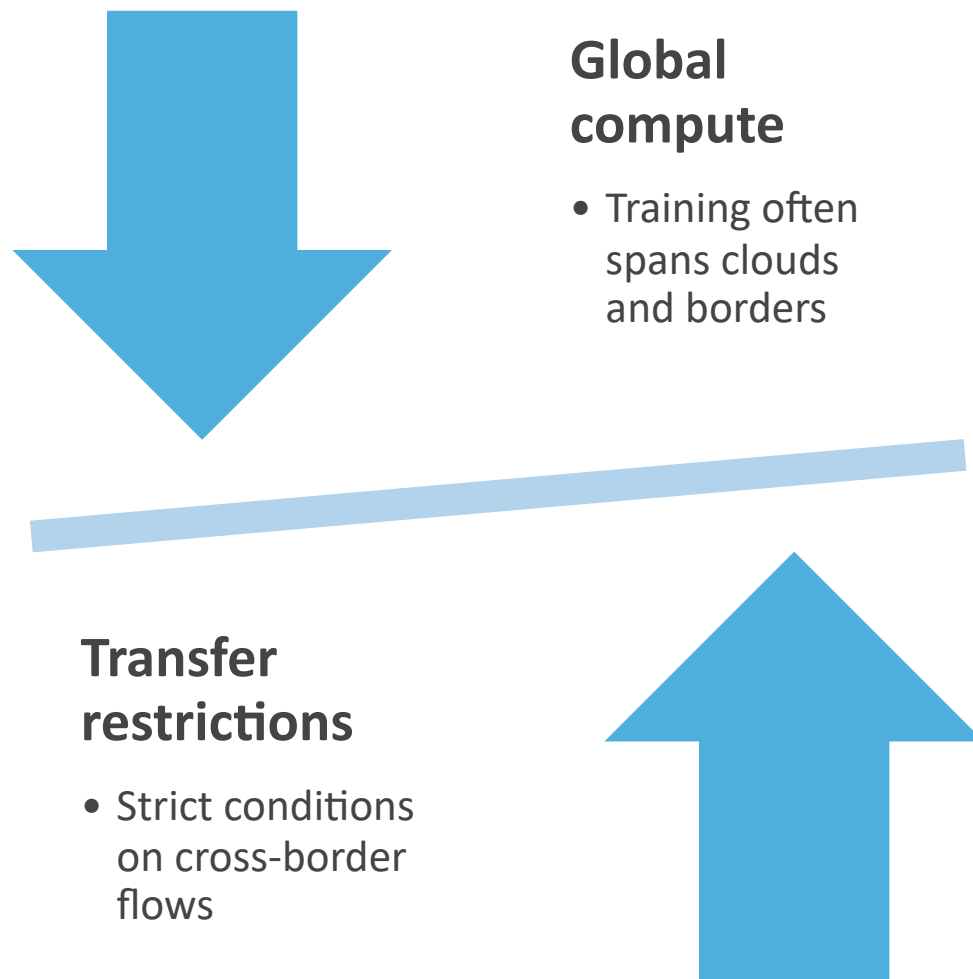 Global
compute
• Training often
spans clouds
and borders
Transfer
restrictions
• Strict conditions
on cross-border
flows